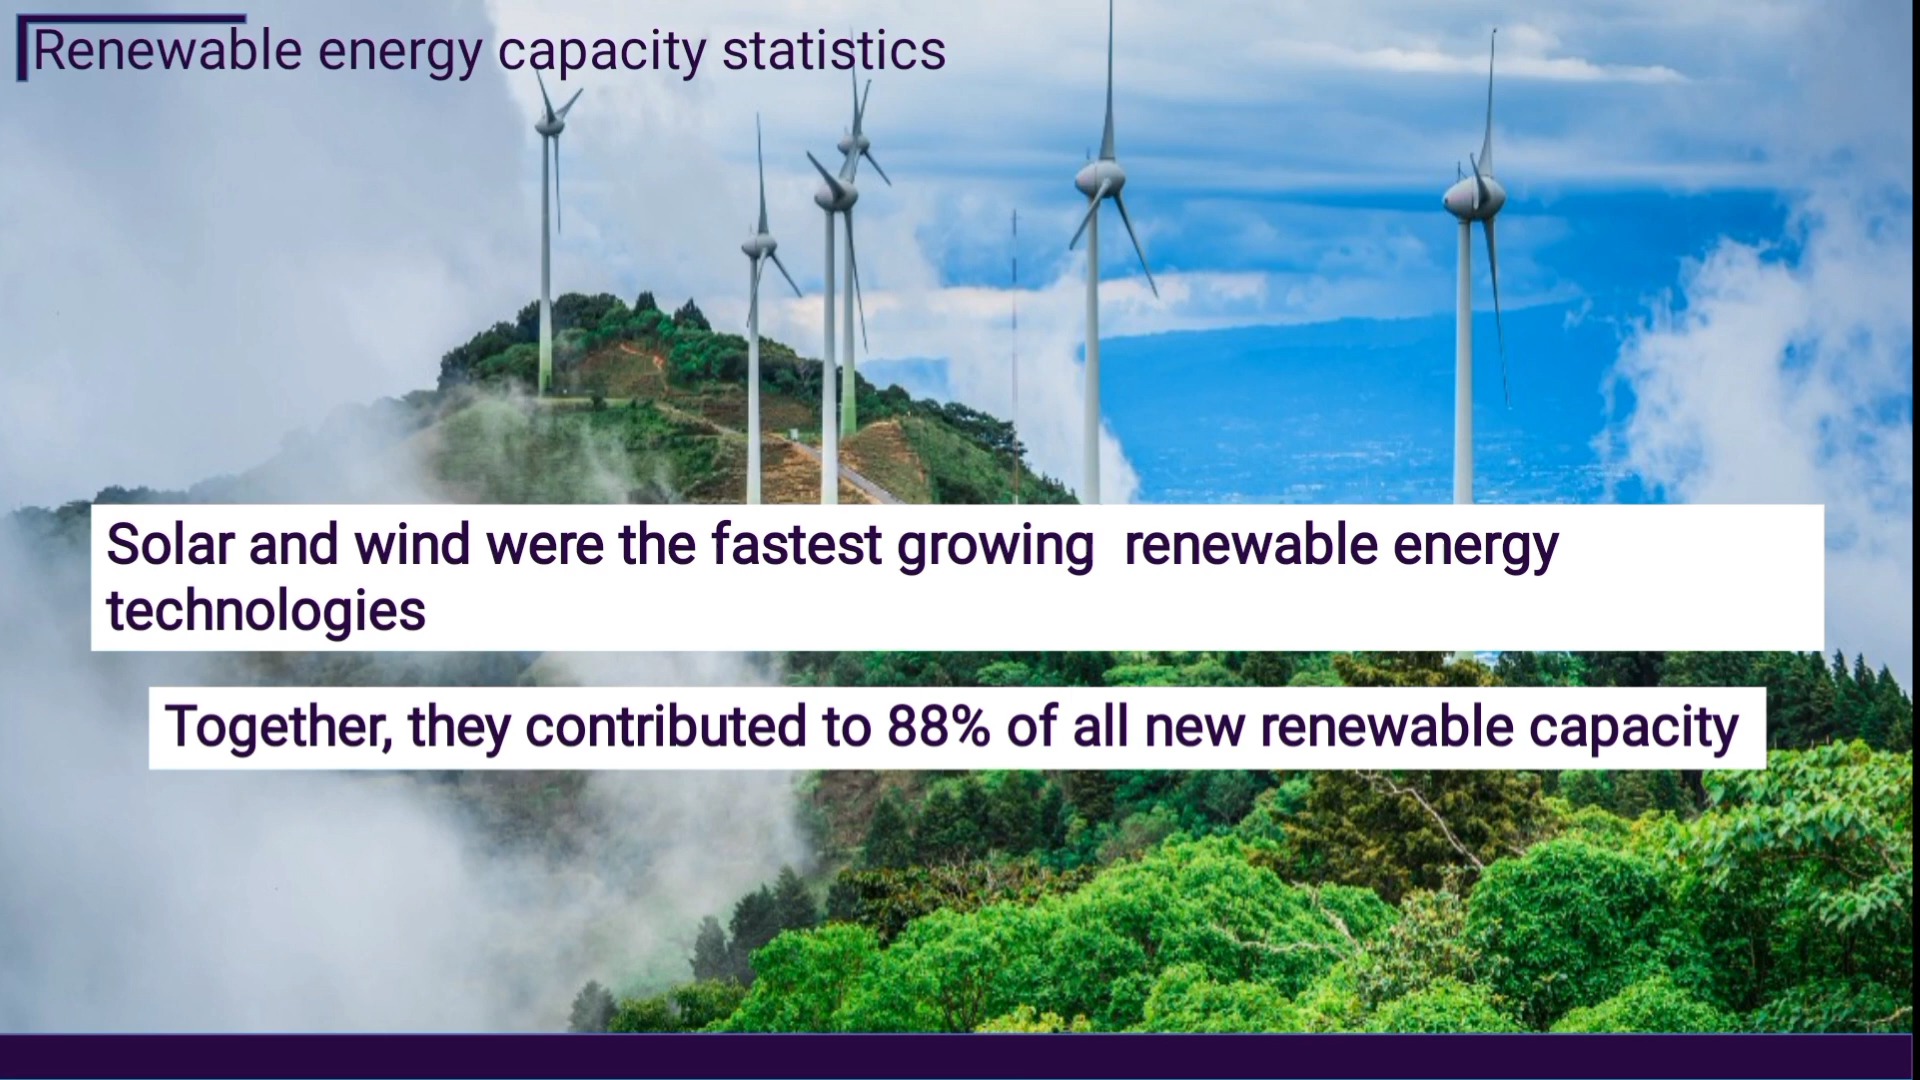 Renewable energy capacity statistics
Solar and wind were the fastest growing  renewable energy
technologies
Together, they contributed to 88% of all new renewable capacity